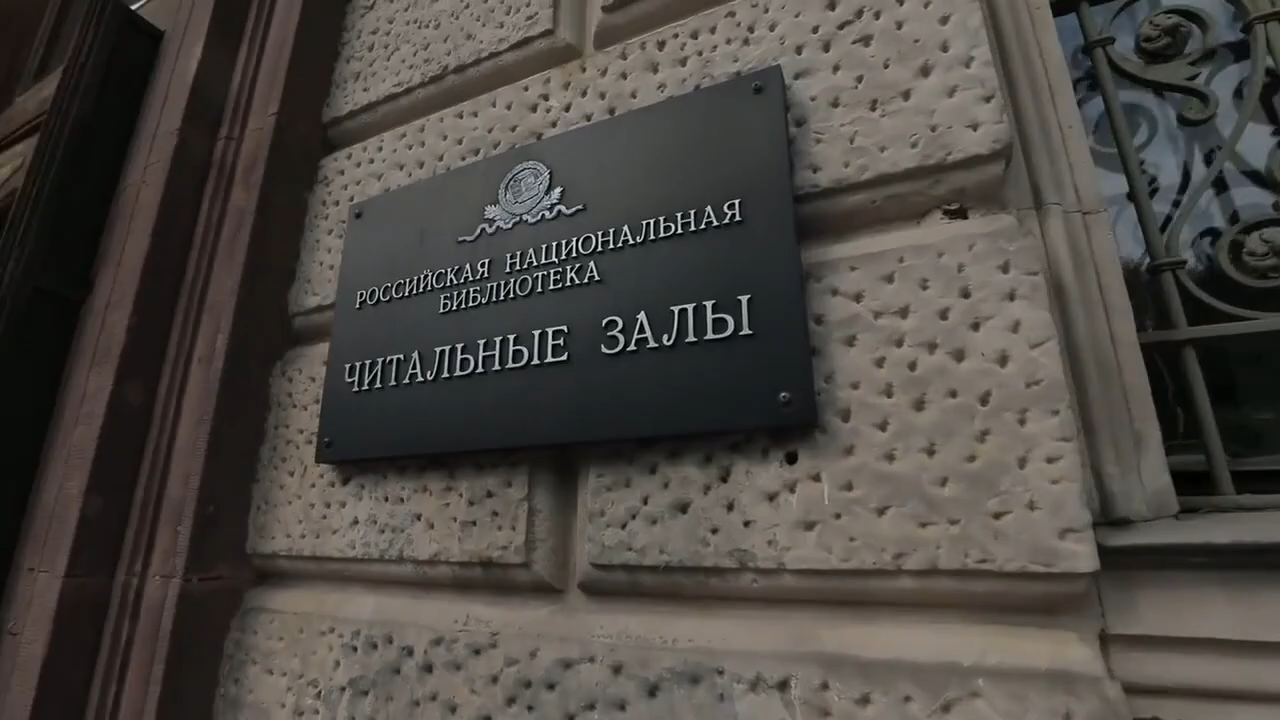 РОССИЙСКАЯ НАЦИОНАЛЬНАЯ
БИБЛИОТЕКА
ЧИТАЛЬНЫЕ ЗАЛЫ